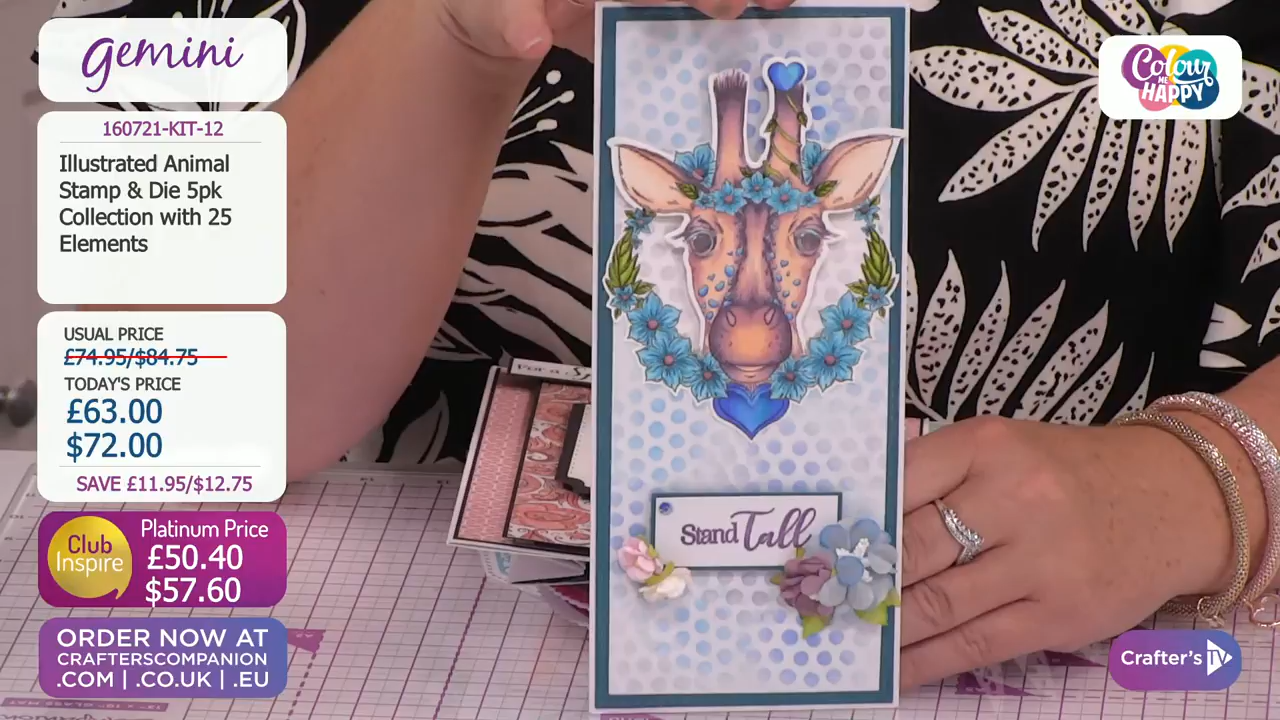 gemini
160721-KIT-12
Illustrated Animal
Stamp & Die 5pk
Collection with 25
Elements
USUAL PRICE
£74.95/$84.75
TODAY'S PRICE
£63.00
$72.00
SAVE £11.95/$12.75
Club
Inspire
Platinum Price
£50.40
$57.60
ORDER NOW AT
CRAFTERSCOMPANION
.COM | .CO.UK | .EU
Colour
ME
HAPPY
For a
Stand Tall
Crafter's TV